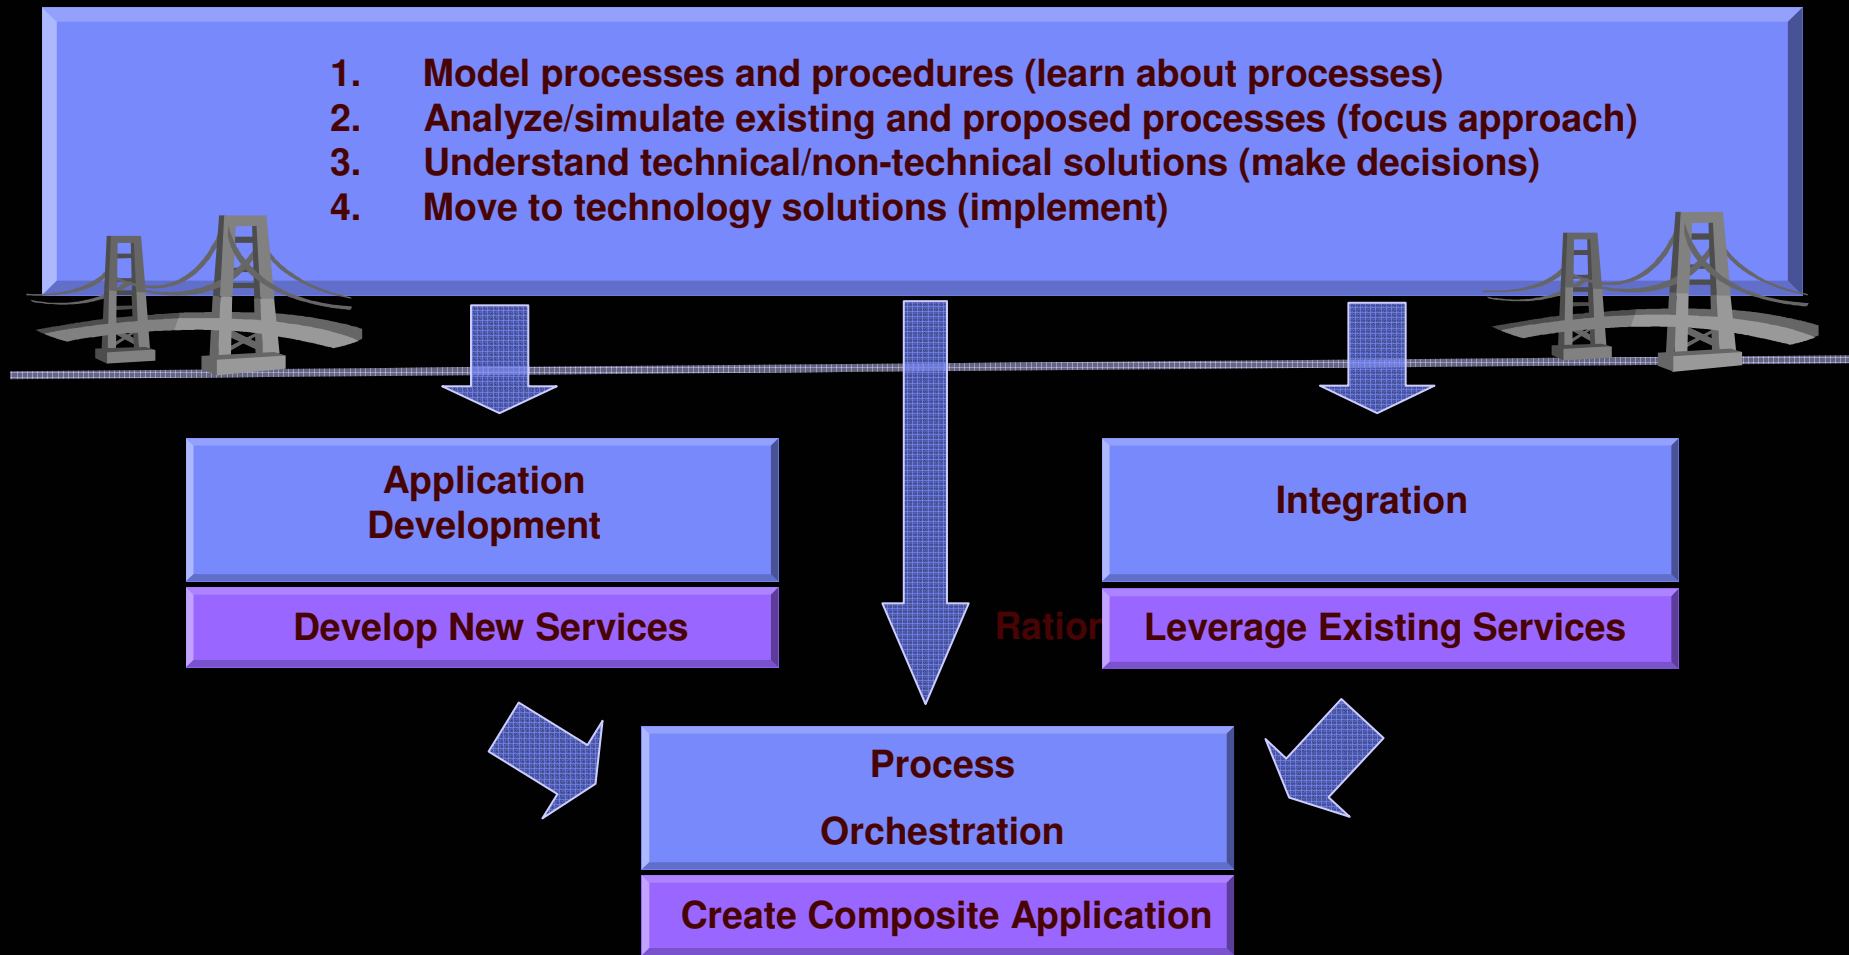 1. Model processes and procedures (learn about processes)
2. Analyze/simulate existing and proposed processes (focus approach)
3. Understand technical/non-technical solutions (make decisions)
4. Move to technology solutions (implement)
Application
Development
Integration
Develop New Services
Leverage Existing Services
Process
Orchestration
Create Composite Application